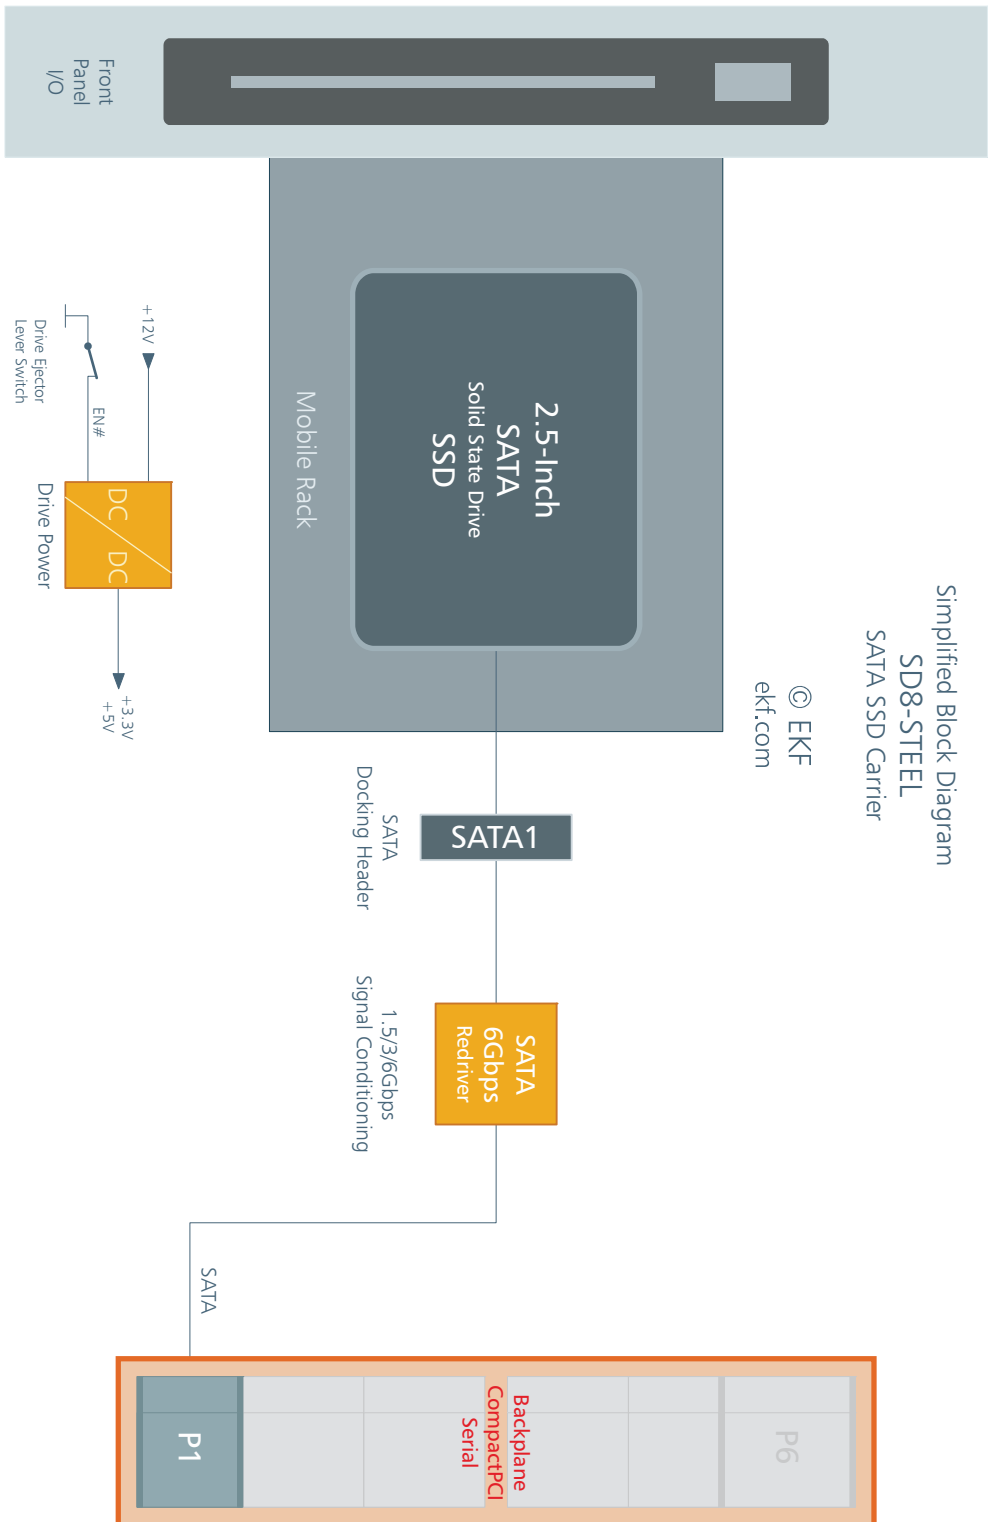 Simplified Block Diagram
SD8-STEEL
SATA SSD Carrier
© EKF
ekf.com
Front
Panel
I/O
2.5-Inch
SATA
Solid State Drive
SSD
Mobile Rack
SATA1
SATA
Docking Header
SATA
6Gbps
Redriver
1.5/3/6Gbps
Signal Conditioning
SATA
P6
Backplane
CompactPCI
Serial
P1
+12V
EN#
Drive Ejector
Lever Switch
DC DC
Drive Power
+3.3V
+5V